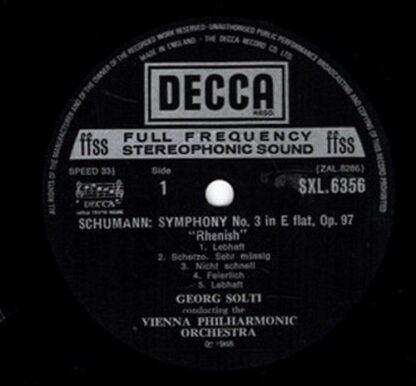 ALL RIGHTS OF THE MANUFACTURER AND OF THE OWNER OF THE RECORDED WORK RESERVED-UNAUTHORISED PUBLIC PERFORMANCE BROADCASTING AND COPYING OF THIS RECORD PROHIBITED
MADE IN ENGLAND · THE DECCA RECORD CO. LTD.
DECCA
REGD.
ffss FULL FREQUENCY ffss
STEREOPHONIC SOUND
SPEED 33⅓ Side (ZAL.8286)
1 SXL.6356
DECCA
SCHUMANN: SYMPHONY No. 3 in E flat, Op. 97
"Rhenish"
1. Lebhaft
2. Scherzo. Sehr mässig
3. Nicht schnell
4. Feierlich
5. Lebhaft
GEORG SOLTI
conducting the
VIENNA PHILHARMONIC
ORCHESTRA